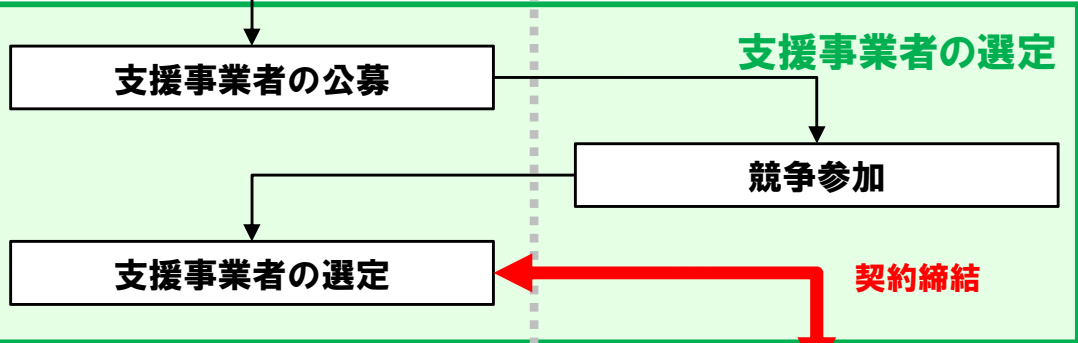 支援事業者の選定
支援事業者の公募
競争参加
支援事業者の選定
契約締結